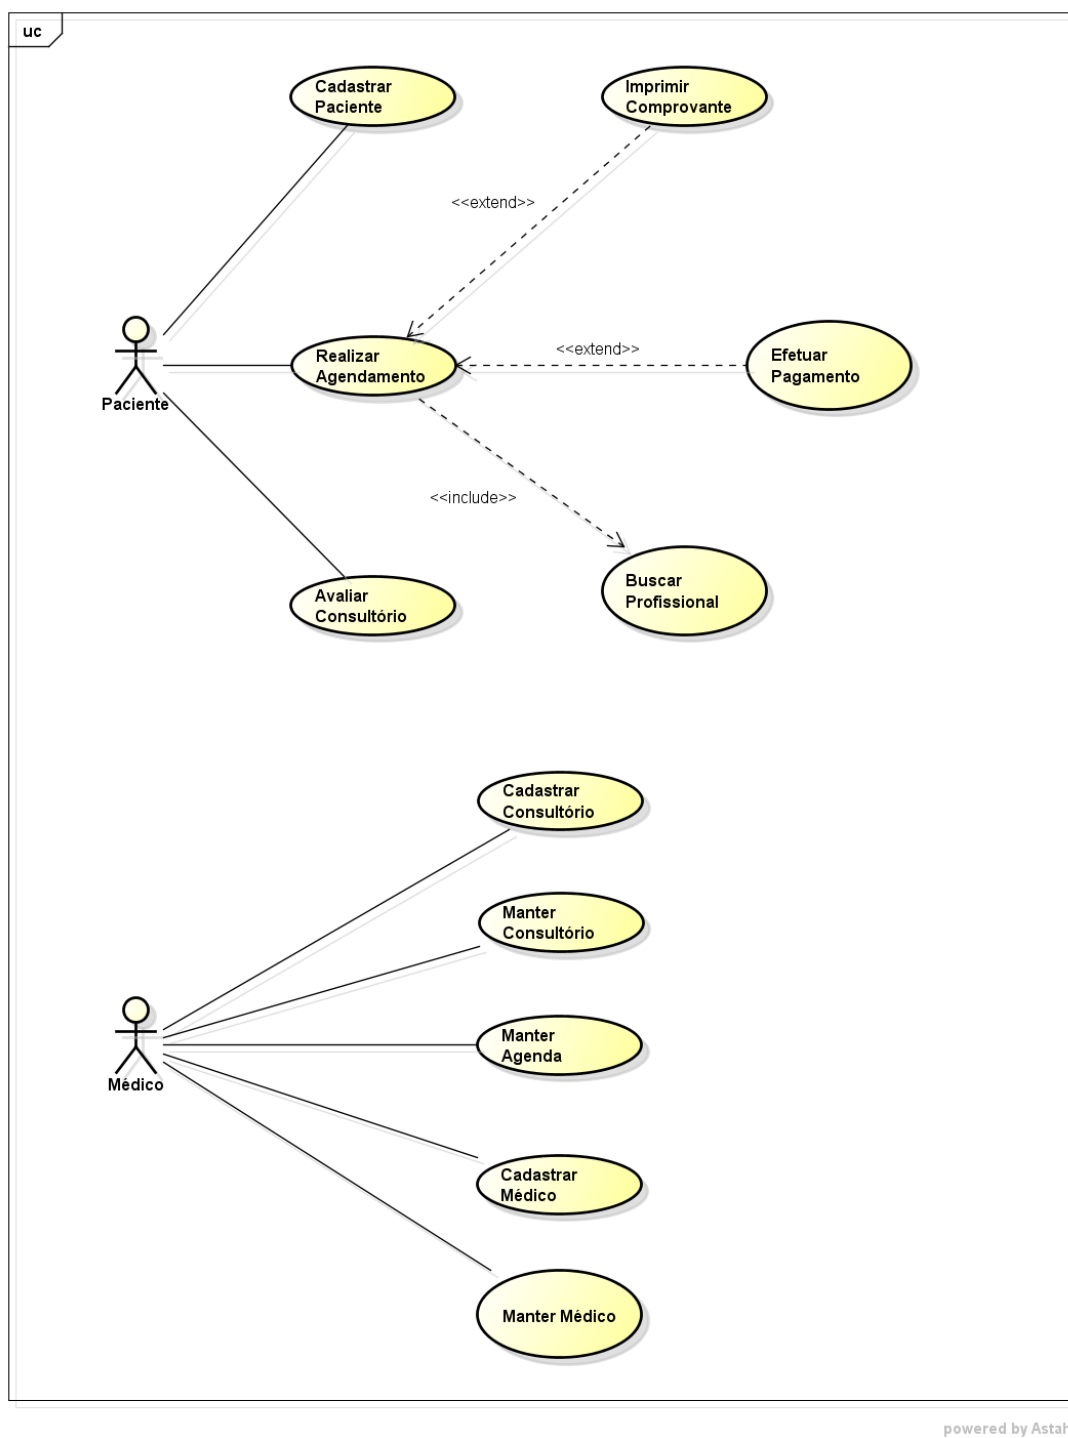 uc
Cadastrar
Paciente
Imprimir
Comprovante
<<extend>>
Paciente
Realizar
Agendamento
<<extend>>
Efetuar
Pagamento
<<include>>
Avaliar
Consultório
Buscar
Profissional
Cadastrar
Consultório
Manter
Consultório
Médico
Manter
Agenda
Cadastrar
Médico
Manter Médico
powered by Astah